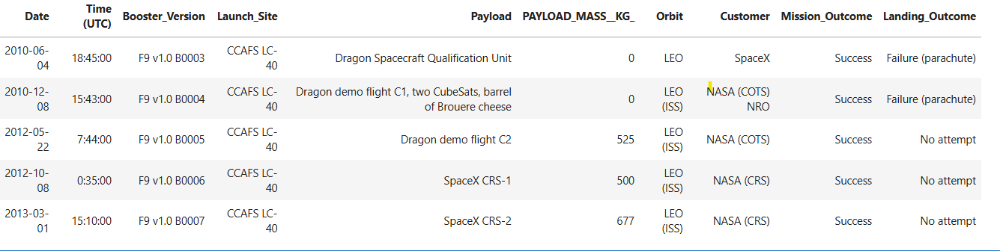 Date Time (UTC) Booster_Version Launch_Site Payload PAYLOAD_MASS__KG_ Orbit Customer Mission_Outcome Landing_Outcome
2010-06-04 18:45:00 F9 v1.0 B0003 CCAFS LC-40 Dragon Spacecraft Qualification Unit 0 LEO SpaceX Success Failure (parachute)
2010-12-08 15:43:00 F9 v1.0 B0004 CCAFS LC-40 Dragon demo flight C1, two CubeSats, barrel of Brouere cheese 0 LEO (ISS) NASA (COTS) NRO Success Failure (parachute)
2012-05-22 7:44:00 F9 v1.0 B0005 CCAFS LC-40 Dragon demo flight C2 525 LEO (ISS) NASA (COTS) Success No attempt
2012-10-08 0:35:00 F9 v1.0 B0006 CCAFS LC-40 SpaceX CRS-1 500 LEO (ISS) NASA (CRS) Success No attempt
2013-03-01 15:10:00 F9 v1.0 B0007 CCAFS LC-40 SpaceX CRS-2 677 LEO (ISS) NASA (CRS) Success No attempt